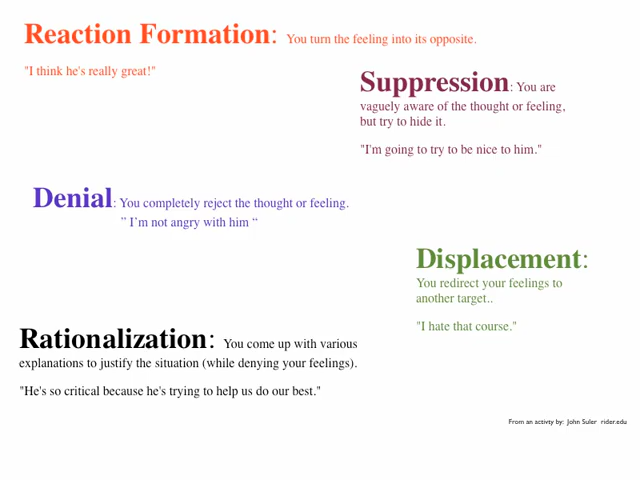 Reaction Formation: You turn the feeling into its opposite.
"I think he's really great!"
Suppression: You are
vaguely aware of the thought or feeling,
but try to hide it.
"I'm going to try to be nice to him."
Denial: You completely reject the thought or feeling.
” I’m not angry with him “
Displacement:
You redirect your feelings to
another target..
"I hate that course."
Rationalization: You come up with various
explanations to justify the situation (while denying your feelings).
"He's so critical because he's trying to help us do our best."
From an activty by: John Suler rider.edu